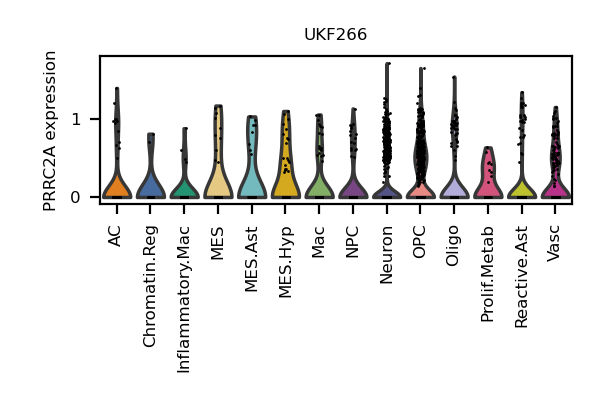 UKF266
PRRC2A expression
1
0
AC
Chromatin.Reg
Inflammatory.Mac
MES
MES.Ast
MES.Hyp
Mac
NPC
Neuron
OPC
Oligo
Prolif.Metab
Reactive.Ast
Vasc